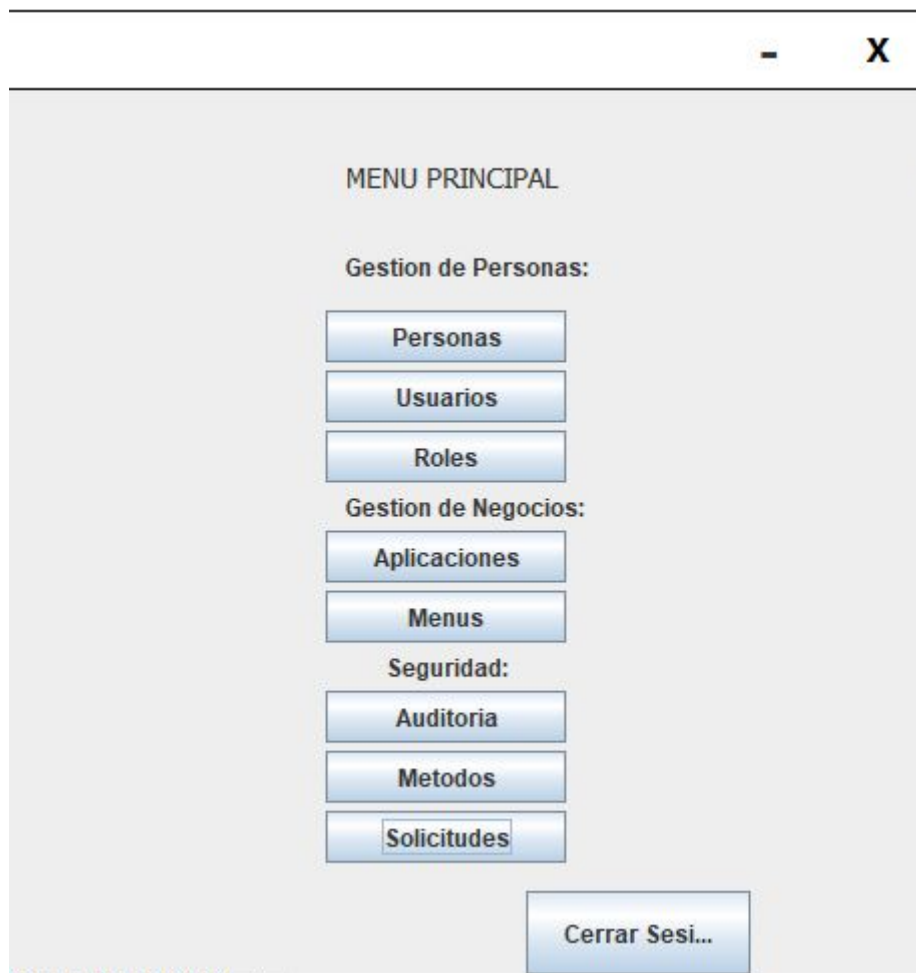 - X
MENU PRINCIPAL
Gestion de Personas:
Personas
Usuarios
Roles
Gestion de Negocios:
Aplicaciones
Menus
Seguridad:
Auditoria
Metodos
Solicitudes
Cerrar Sesi...